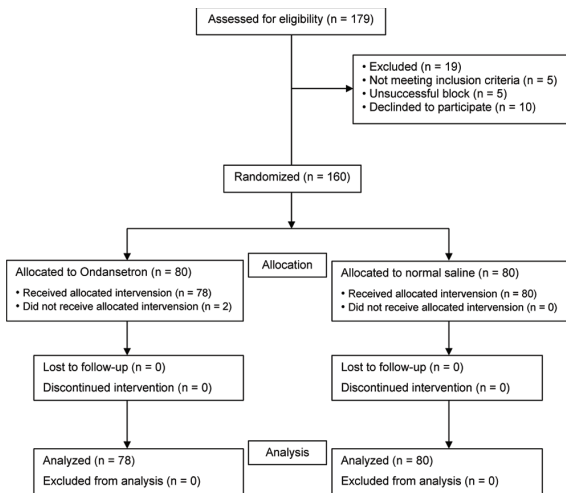 Assessed for eligibility (n = 179)
• Excluded (n = 19)
• Not meeting inclusion criteria (n = 5)
• Unsuccessful block (n = 5)
• Declinded to participate (n = 10)
Randomized (n = 160)
Allocation
Allocated to Ondansetron (n = 80)
• Received allocated intervention (n = 78)
• Did not receive allocated intervention (n = 2)
Allocated to normal saline (n = 80)
• Received allocated intervention (n = 80)
• Did not receive allocated intervention (n = 0)
Lost to follow-up (n = 0)
Discontinued intervention (n = 0)
Lost to follow-up (n = 0)
Discontinued intervention (n = 0)
Analysis
Analyzed (n = 78)
Excluded from analysis (n = 0)
Analyzed (n = 80)
Excluded from analysis (n = 0)